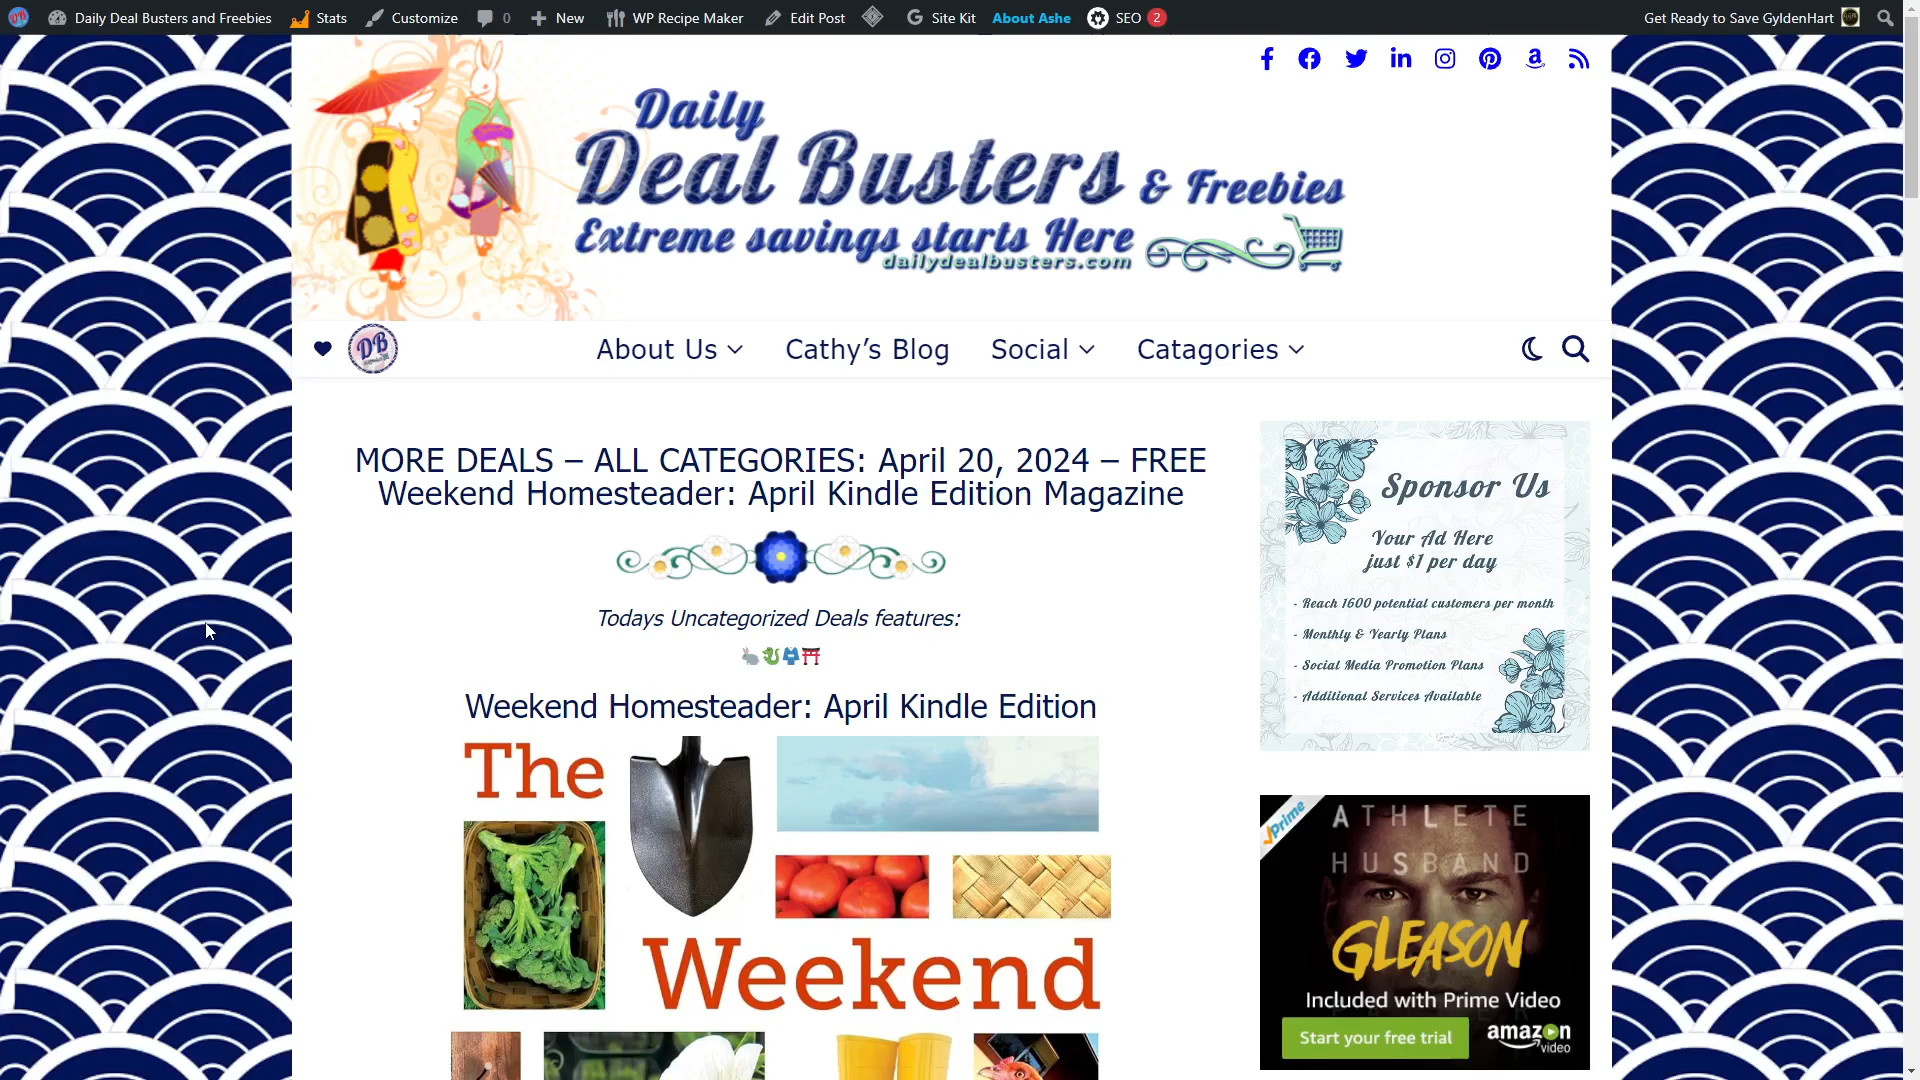 Daily Deal Busters and Freebies Stats Customize 0 New WP Recipe Maker Edit Post Site Kit About Ashe SEO 2 Get Ready to Save GyldenHart
Daily
Deal Busters & Freebies
Extreme savings starts Here
dailydealbusters.com
DB About Us Cathy’s Blog Social Catagories
MORE DEALS – ALL CATEGORIES: April 20, 2024 – FREE
Weekend Homesteader: April Kindle Edition Magazine
Todays Uncategorized Deals features:
Weekend Homesteader: April Kindle Edition
The
Weekend
Sponsor Us
Your Ad Here
just $1 per day
- Reach 1600 potential customers per month
- Monthly & Yearly Plans
- Social Media Promotion Plans
- Additional Services Available
Prime
ATHLETE
HUSBAND
GLEASON
Included with Prime Video
Start your free trial
amazon
video